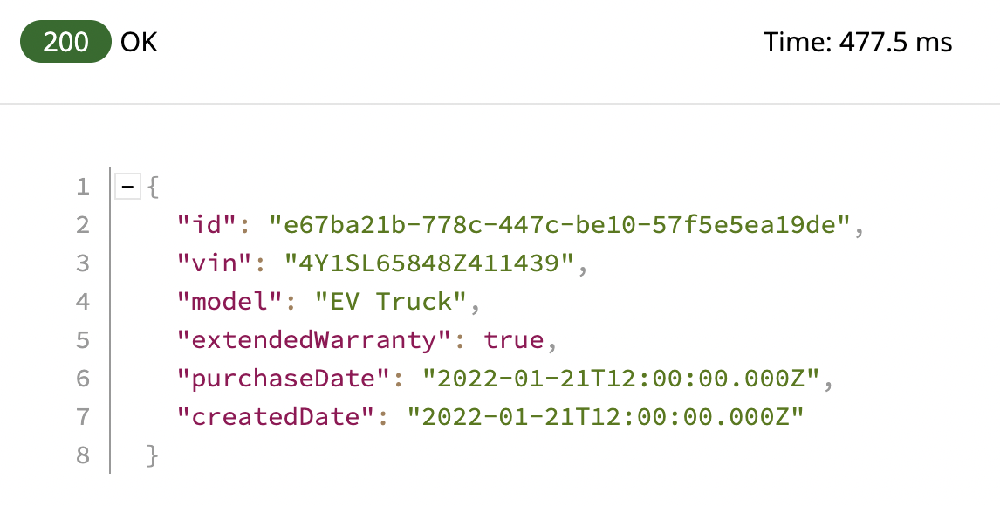 200 OK
Time: 477.5 ms
1 − {
2 "id": "e67ba21b-778c-447c-be10-57f5e5ea19de",
3 "vin": "4Y1SL65848Z411439",
4 "model": "EV Truck",
5 "extendedWarranty": true,
6 "purchaseDate": "2022-01-21T12:00:00.000Z",
7 "createdDate": "2022-01-21T12:00:00.000Z"
8 }